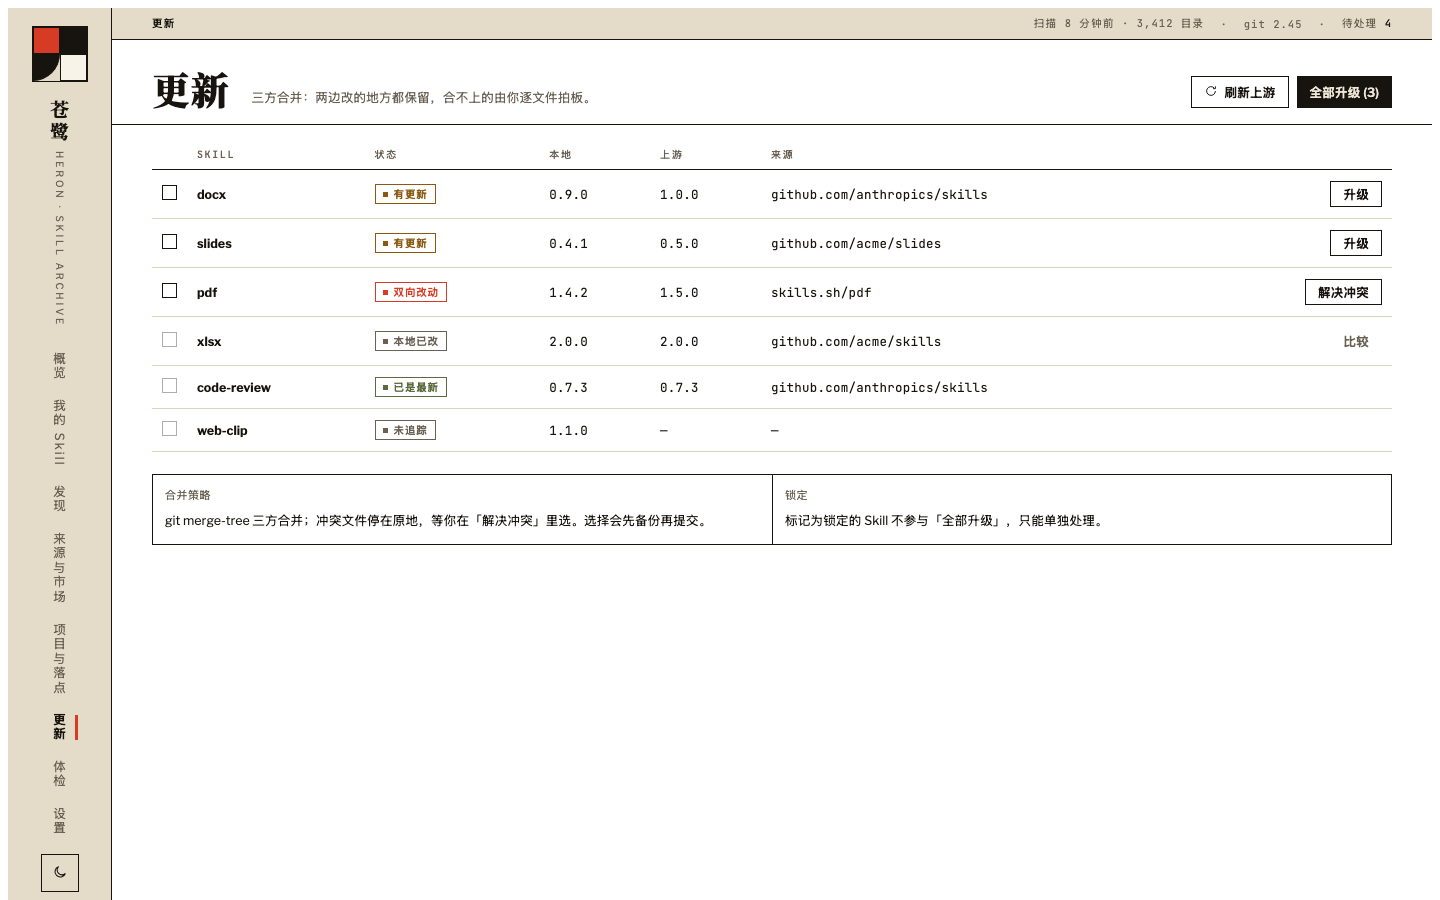 苍鹭
HERON · SKILL ARCHIVE
概览
我的 Skill
发现
来源与市场
项目与落点
更新
体检
设置
更新
扫描 8 分钟前 · 3,412 目录 · git 2.45 · 待处理 4
更新
三方合并：两边改的地方都保留，合不上的由你逐文件拍板。
刷新上游
全部升级 (3)
SKILL 状态 本地 上游 来源
docx 有更新 0.9.0 1.0.0 github.com/anthropics/skills 升级
slides 有更新 0.4.1 0.5.0 github.com/acme/slides 升级
pdf 双向改动 1.4.2 1.5.0 skills.sh/pdf 解决冲突
xlsx 本地已改 2.0.0 2.0.0 github.com/acme/skills 比较
code-review 已是最新 0.7.3 0.7.3 github.com/anthropics/skills
web-clip 未追踪 1.1.0 — —
合并策略
git merge-tree 三方合并；冲突文件停在原地，等你在「解决冲突」里选。选择会先备份再提交。
锁定
标记为锁定的 Skill 不参与「全部升级」，只能单独处理。